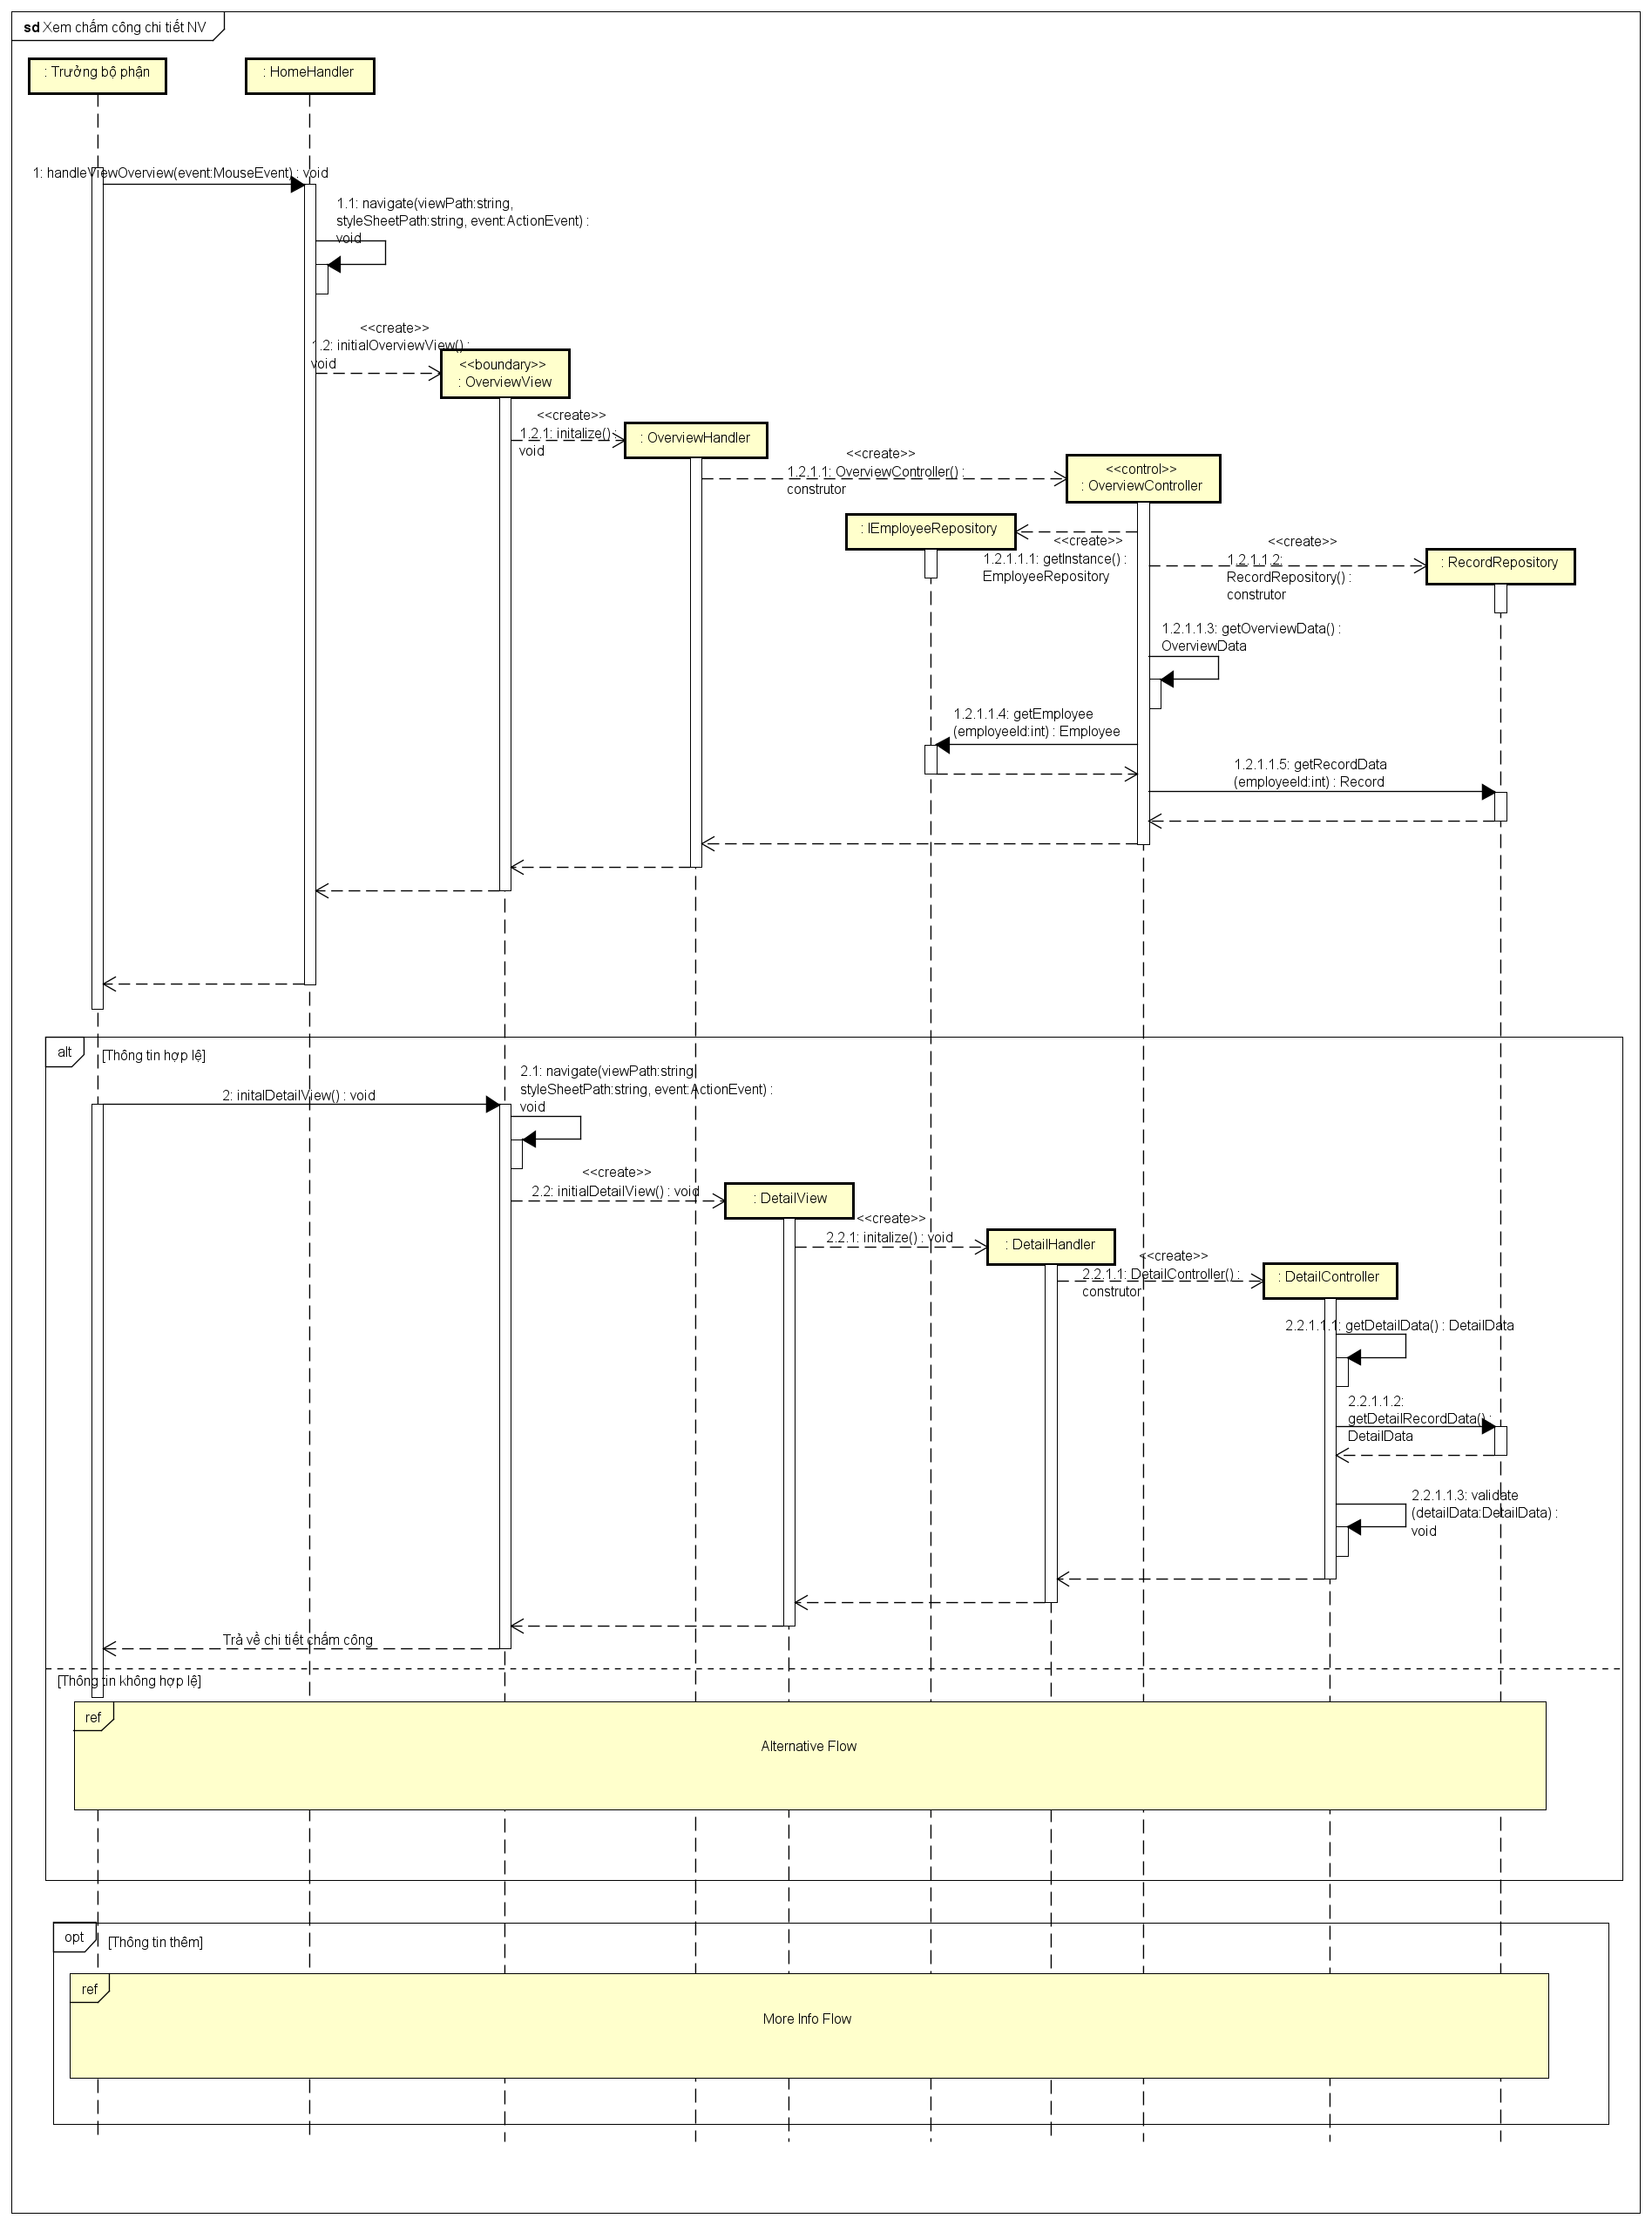 sd Xem chấm công chi tiết NV
: Trưởng bộ phận
: HomeHandler
1: handleViewOverview(event:MouseEvent) : void
1.1: navigate(viewPath:string,
styleSheetPath:string, event:ActionEvent) :
void
<<create>>
1.2: initialOverviewView() :
void
<<boundary>>
: OverviewView
<<create>>
1.2.1: initalize() :
void
: OverviewHandler
<<create>>
1.2.1.1: OverviewController() :
construtor
<<control>>
: OverviewController
: IEmployeeRepository
<<create>>
1.2.1.1.1: getInstance() :
EmployeeRepository
<<create>>
1.2.1.1.2:
RecordRepository() :
construtor
: RecordRepository
1.2.1.1.3: getOverviewData() :
OverviewData
1.2.1.1.4: getEmployee
(employeeId:int) : Employee
1.2.1.1.5: getRecordData
(employeeId:int) : Record
alt
[Thông tin hợp lệ]
2: initalDetailView() : void
2.1: navigate(viewPath:string,
styleSheetPath:string, event:ActionEvent) :
void
<<create>>
2.2: initialDetailView() : void
: DetailView
<<create>>
2.2.1: initalize() : void
: DetailHandler
<<create>>
2.2.1.1: DetailController() :
construtor
: DetailController
2.2.1.1.1: getDetailData() : DetailData
2.2.1.1.2:
getDetailRecordData() :
DetailData
2.2.1.1.3: validate
(detailData:DetailData) :
void
Trả về chi tiết chấm công
[Thông tin không hợp lệ]
ref
Alternative Flow
opt
[Thông tin thêm]
ref
More Info Flow